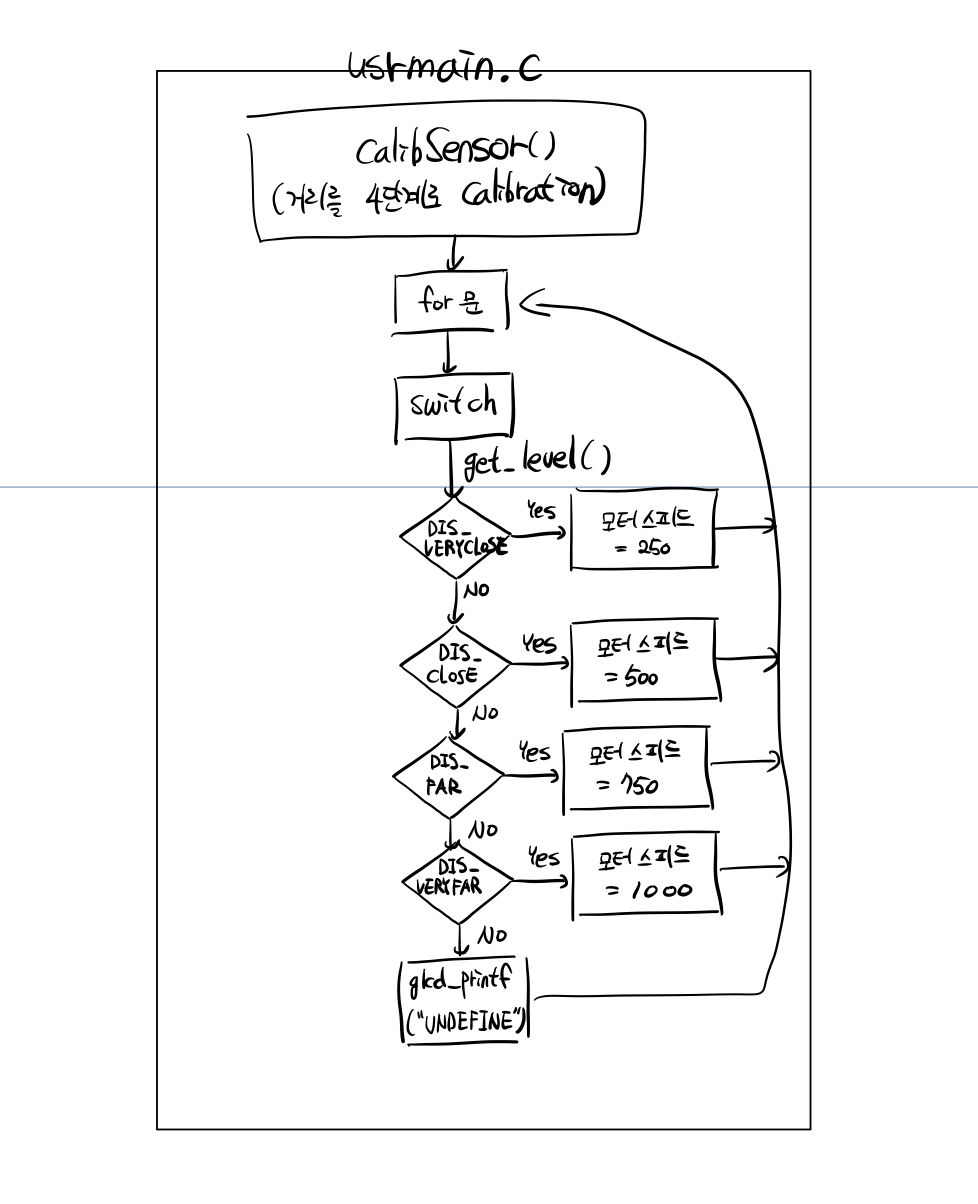 usrmain.c
CalibSensor()
(거리를 4단계로 Calibration)
for 문
switch
get_level()
DIS_
VERYCLOSE
Yes
모터 스피드
= 250
NO
DIS_
CLOSE
Yes
모터 스피드
= 500
NO
DIS_
FAR
Yes
모터 스피드
= 750
NO
DIS_
VERYFAR
Yes
모터 스피드
= 1000
NO
gkd_printf
("UNDEFINE")